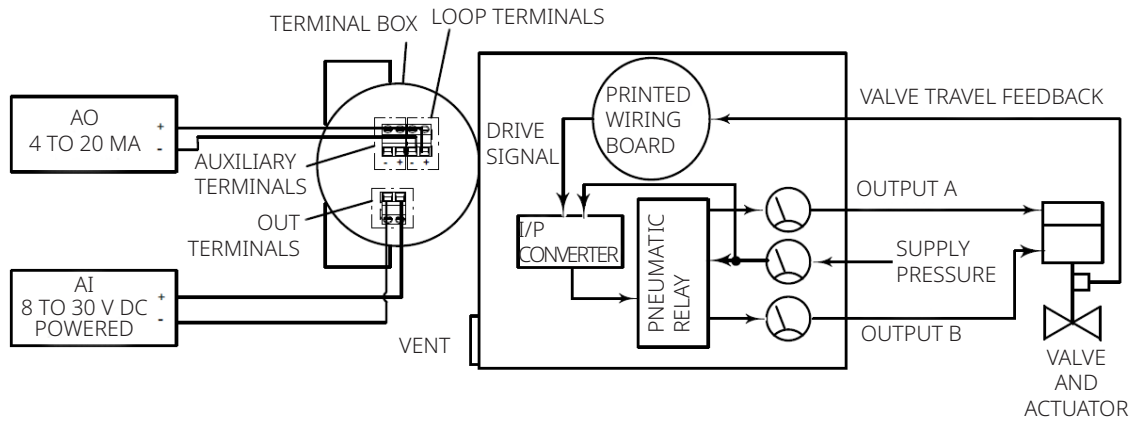 TERMINAL BOX
LOOP TERMINALS
AO
4 TO 20 MA
+
-
AUXILIARY
TERMINALS
- + - +
OUT
TERMINALS
AI
8 TO 30 V DC
POWERED
+
-
DRIVE
SIGNAL
PRINTED
WIRING
BOARD
VALVE TRAVEL FEEDBACK
I/P
CONVERTER
PNEUMATIC
RELAY
OUTPUT A
SUPPLY
PRESSURE
OUTPUT B
VENT
VALVE
AND
ACTUATOR